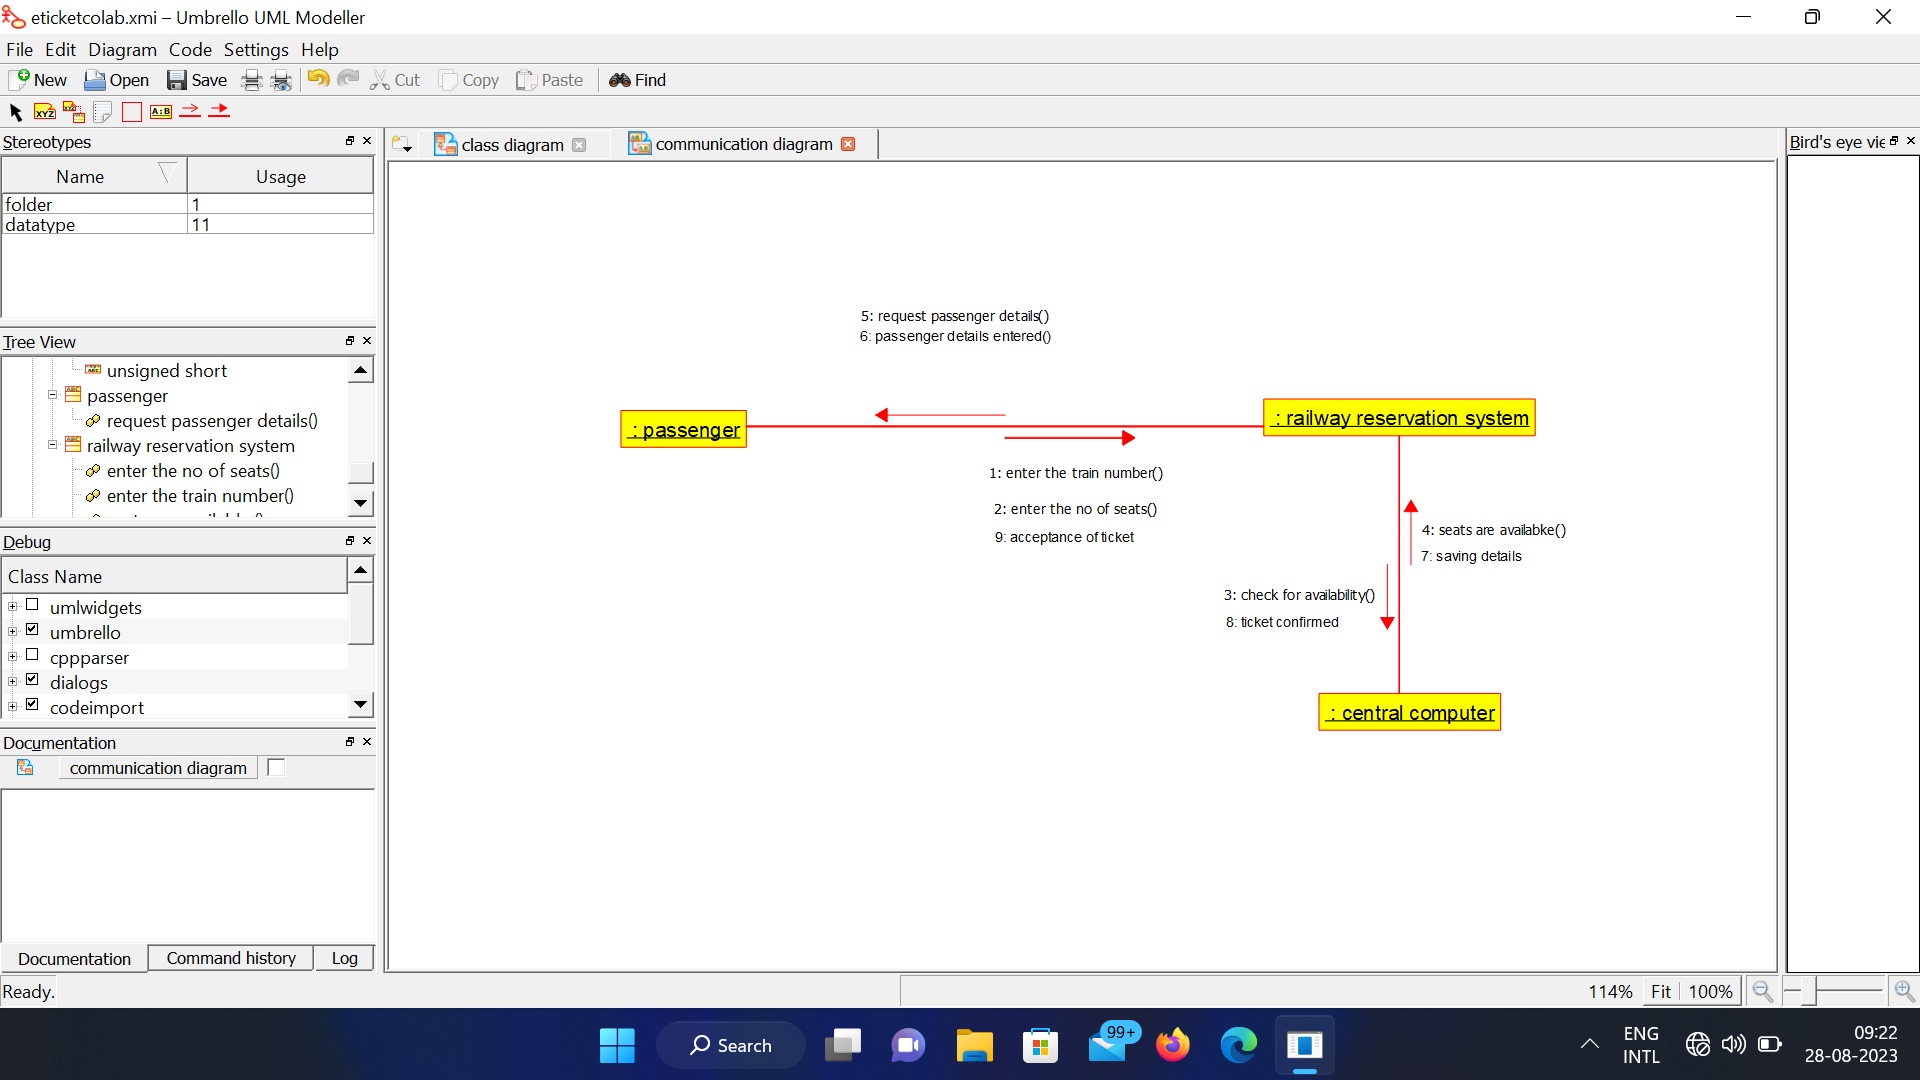 eticketcolab.xmi – Umbrello UML Modeller
File Edit Diagram Code Settings Help
New Open Save Cut Copy Paste Find
XYZ XYZ A:B
Stereotypes
Name Usage
folder 1
datatype 11
Tree View
unsigned short
passenger
request passenger details()
railway reservation system
enter the no of seats()
enter the train number()
Debug
Class Name
umlwidgets
umbrello
cppparser
dialogs
codeimport
Documentation
communication diagram
Documentation Command history Log
class diagram communication diagram
5: request passenger details()
6: passenger details entered()
: passenger
: railway reservation system
1: enter the train number()
2: enter the no of seats()
9: acceptance of ticket
4: seats are availabke()
7: saving details
3: check for availability()
8: ticket confirmed
: central computer
Bird's eye vie
Ready.
114% Fit 100%
Search
99+
ENG
INTL
09:22
28-08-2023